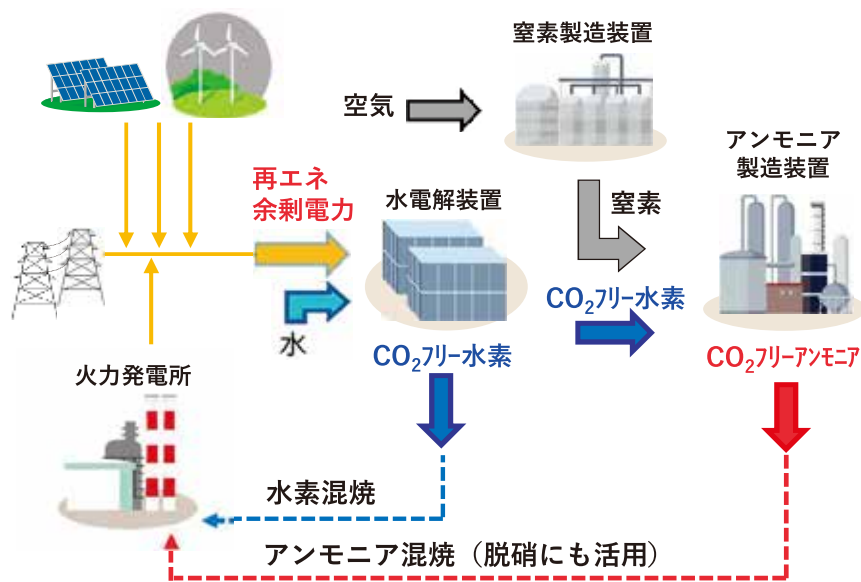 窒素製造装置
空気
アンモニア
製造装置
再エネ
余剰電力
水電解装置
窒素
CO₂フリー水素
水
CO₂フリー水素
CO₂フリーアンモニア
火力発電所
水素混焼
アンモニア混焼（脱硝にも活用）